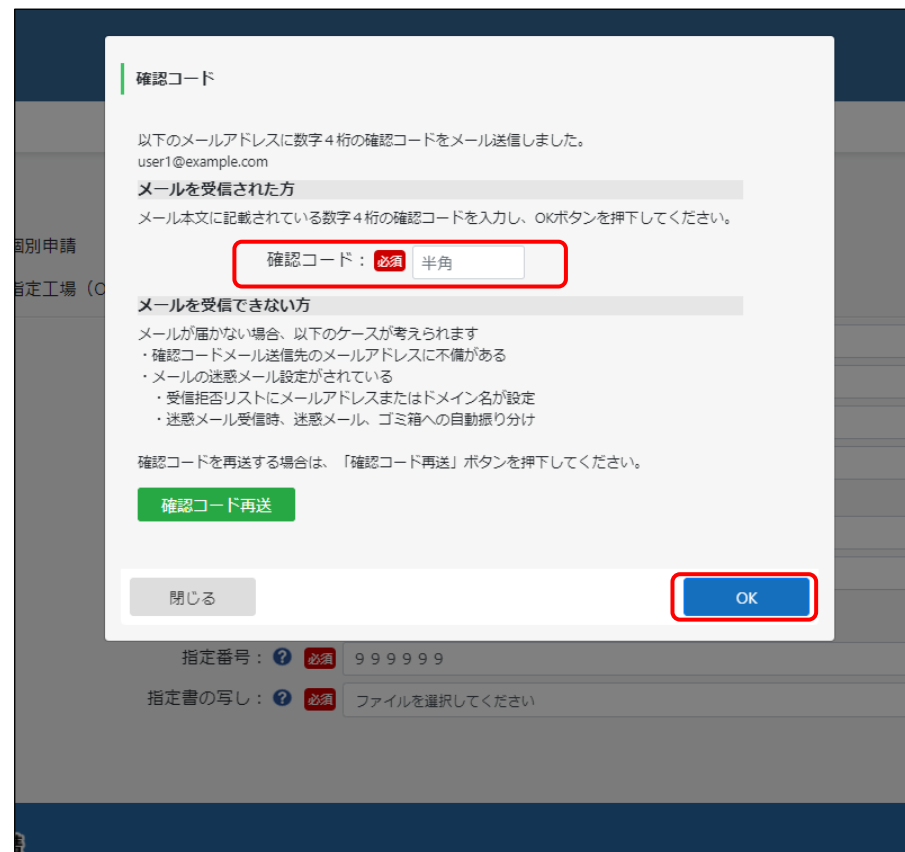 確認コード
以下のメールアドレスに数字４桁の確認コードをメール送信しました。
user1@example.com
メールを受信された方
メール本文に記載されている数字４桁の確認コードを入力し、OKボタンを押下してください。
個別申請
確認コード： 必須 半角
指定工場（O
メールを受信できない方
メールが届かない場合、以下のケースが考えられます
・確認コードメール送信先のメールアドレスに不備がある
・メールの迷惑メール設定がされている
・受信拒否リストにメールアドレスまたはドメイン名が設定
・迷惑メール受信時、迷惑メール、ゴミ箱への自動振り分け
確認コードを再送する場合は、「確認コード再送」ボタンを押下してください。
確認コード再送
閉じる OK
指定番号： ? 必須 ９９９９９９
指定書の写し： ? 必須 ファイルを選択してください